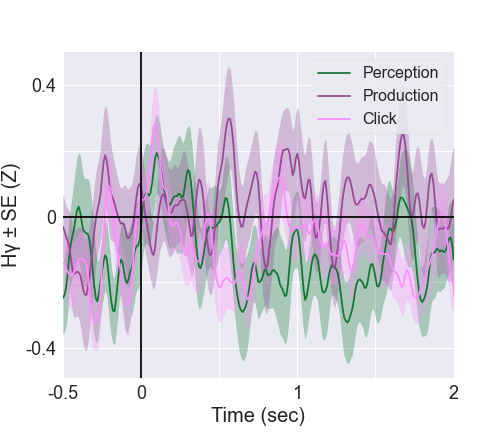 Perception
Production
Click
Hγ ± SE (Z)
0.4
0
-0.4
-0.5
0
1
2
Time (sec)